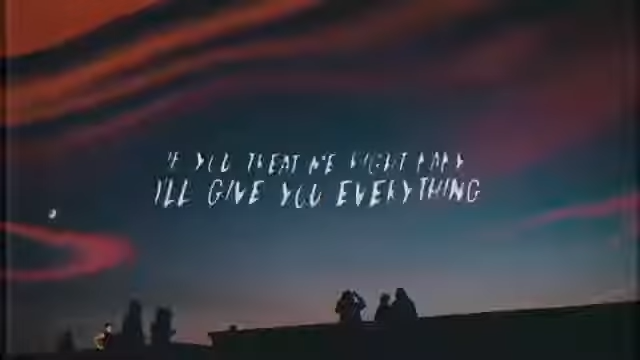 IF YOU TREAT ME RIGHT BABY
I'LL GIVE YOU EVERYTHING